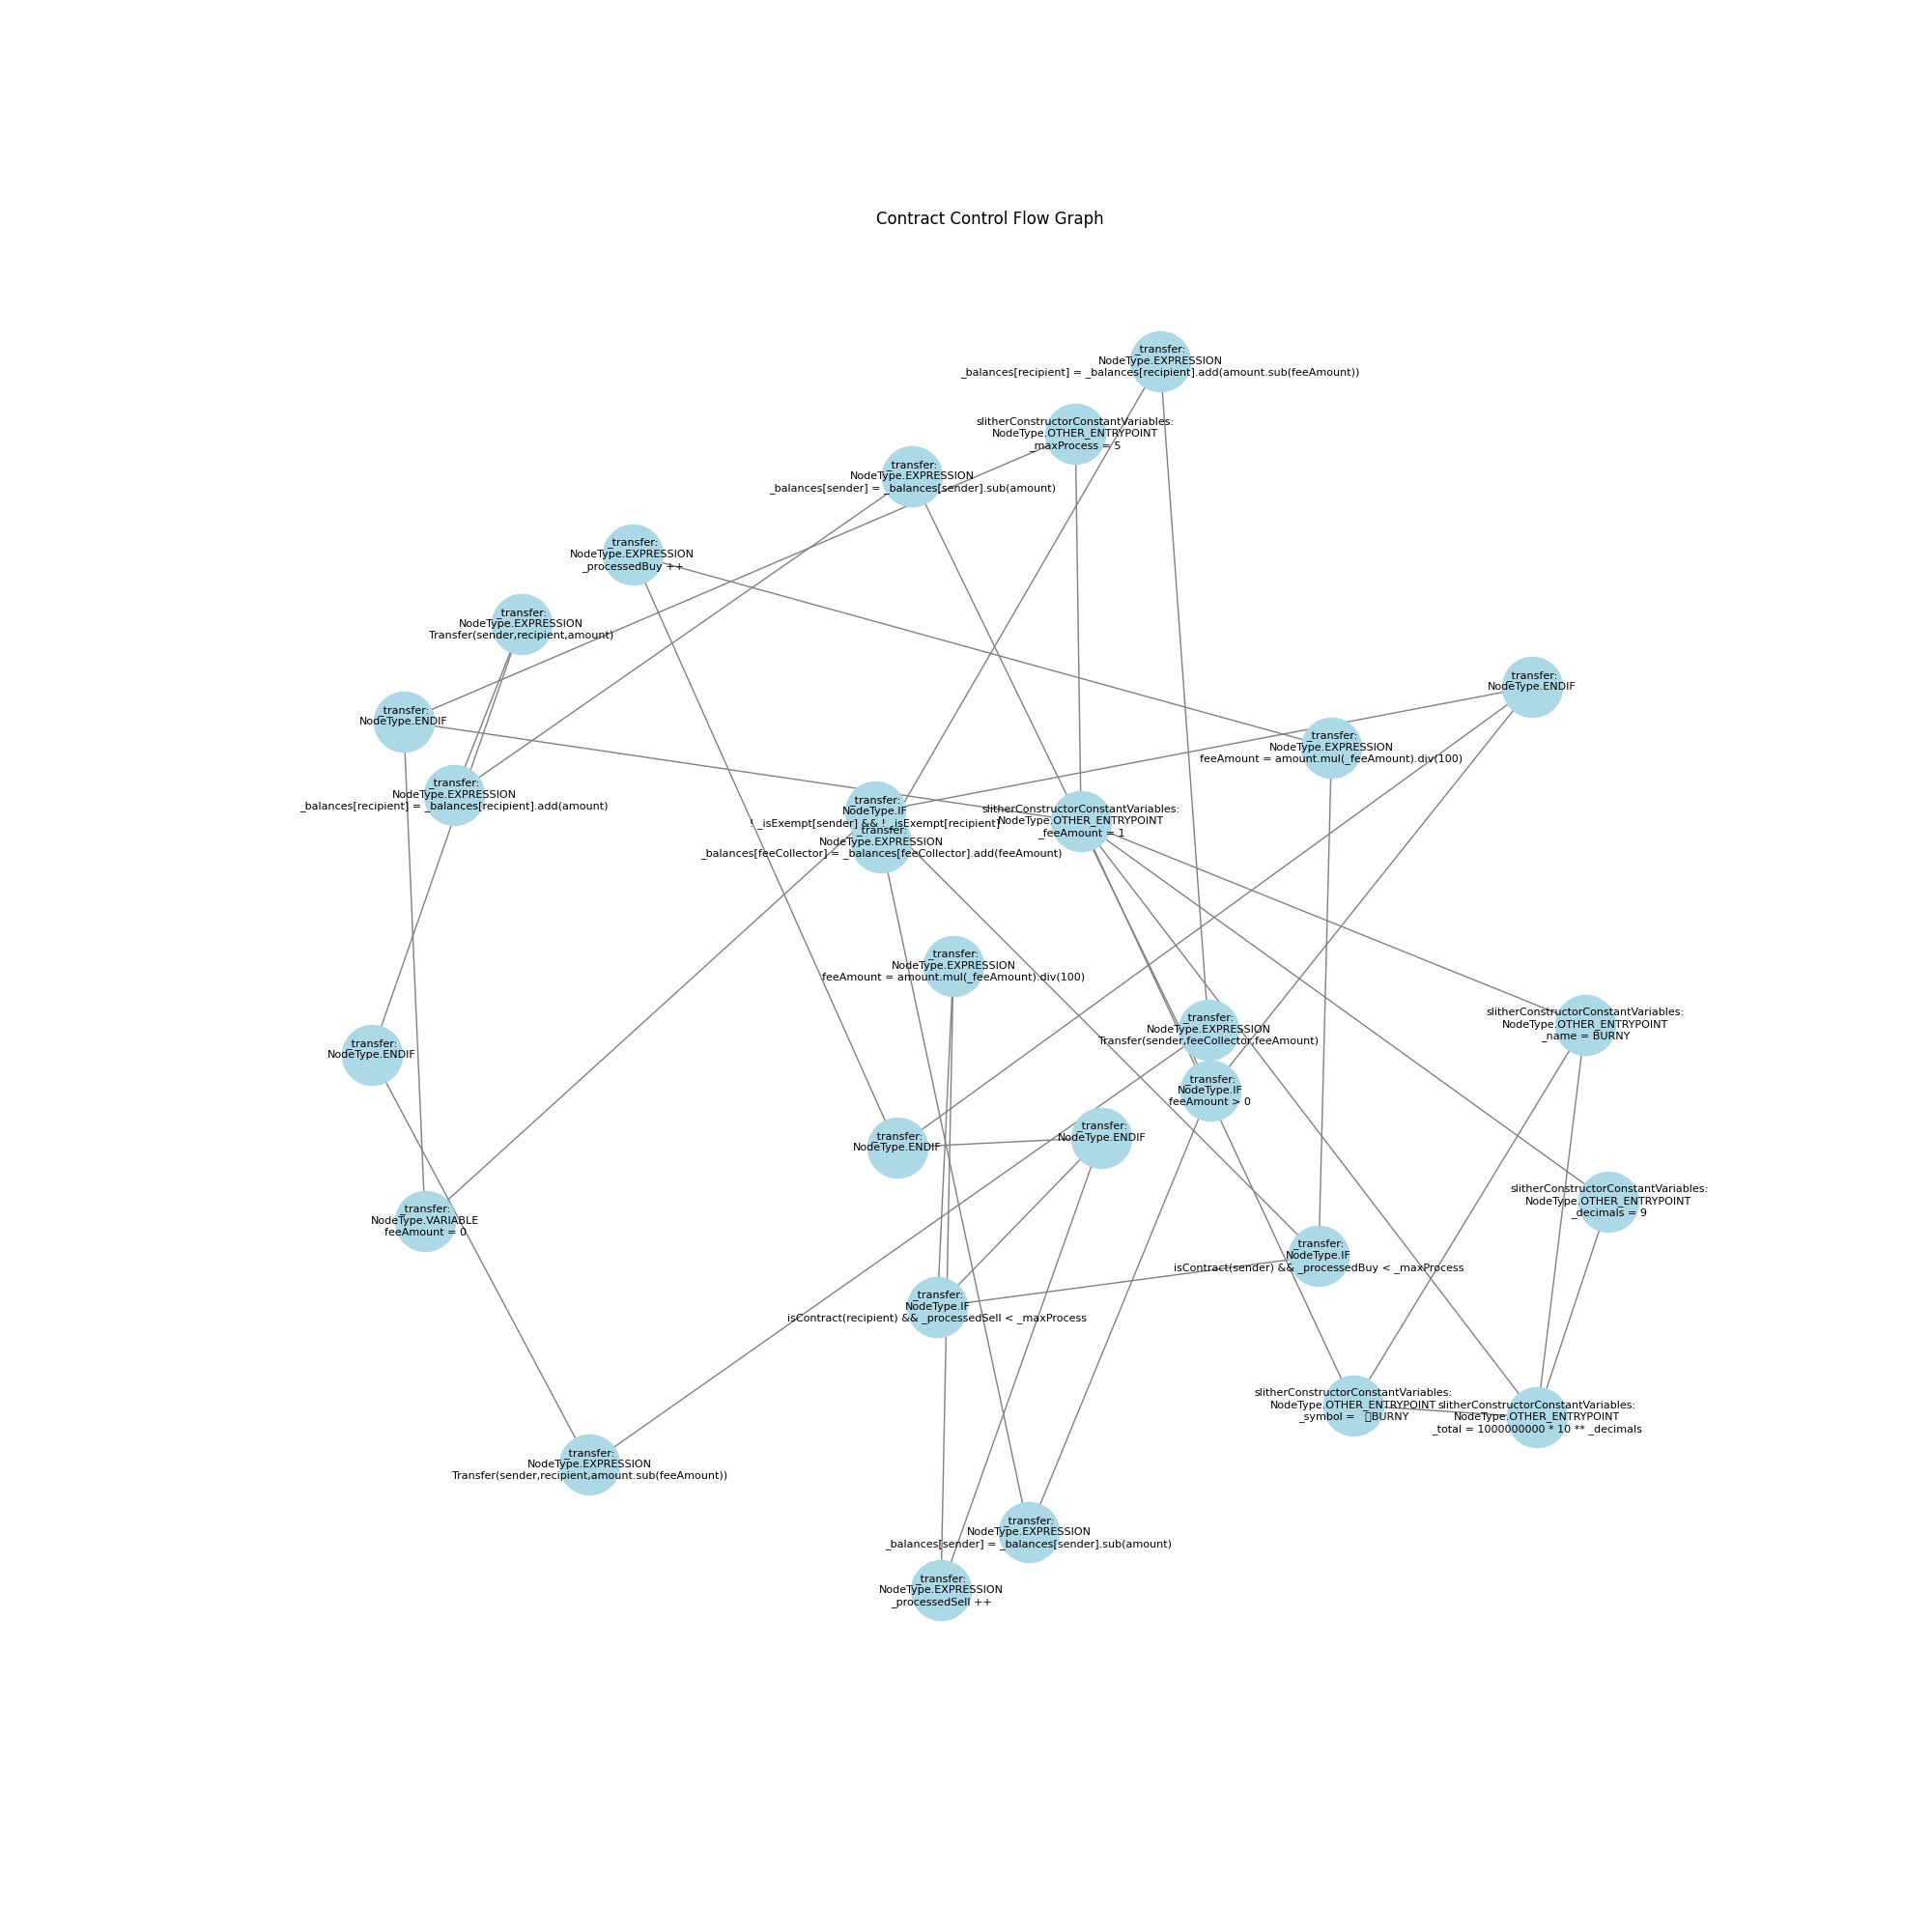 Contract Control Flow Graph
_transfer:
NodeType.EXPRESSION
_balances[recipient] = _balances[recipient].add(amount.sub(feeAmount))
slitherConstructorConstantVariables:
NodeType.OTHER_ENTRYPOINT
_maxProcess = 5
_transfer:
NodeType.EXPRESSION
_balances[sender] = _balances[sender].sub(amount)
_transfer:
NodeType.EXPRESSION
_processedBuy ++
_transfer:
NodeType.EXPRESSION
Transfer(sender,recipient,amount)
_transfer:
NodeType.ENDIF
_transfer:
NodeType.ENDIF
_transfer:
NodeType.EXPRESSION
feeAmount = amount.mul(_feeAmount).div(100)
_transfer:
NodeType.EXPRESSION
_balances[recipient] = _balances[recipient].add(amount)
_transfer:
NodeType.IF
! _isExempt[sender] && ! _isExempt[recipient]
slitherConstructorConstantVariables:
NodeType.OTHER_ENTRYPOINT
_feeAmount = 1
_transfer:
NodeType.EXPRESSION
_balances[feeCollector] = _balances[feeCollector].add(feeAmount)
_transfer:
NodeType.EXPRESSION
feeAmount = amount.mul(_feeAmount).div(100)
slitherConstructorConstantVariables:
NodeType.OTHER_ENTRYPOINT
_name = BURNY
_transfer:
NodeType.EXPRESSION
Transfer(sender,feeCollector,feeAmount)
_transfer:
NodeType.ENDIF
_transfer:
NodeType.IF
feeAmount > 0
_transfer:
NodeType.ENDIF
_transfer:
NodeType.ENDIF
slitherConstructorConstantVariables:
NodeType.OTHER_ENTRYPOINT
_decimals = 9
_transfer:
NodeType.VARIABLE
feeAmount = 0
_transfer:
NodeType.IF
isContract(sender) && _processedBuy < _maxProcess
_transfer:
NodeType.IF
isContract(recipient) && _processedSell < _maxProcess
slitherConstructorConstantVariables:
NodeType.OTHER_ENTRYPOINT
_symbol = BURNY
slitherConstructorConstantVariables:
NodeType.OTHER_ENTRYPOINT
_total = 1000000000 * 10 ** _decimals
_transfer:
NodeType.EXPRESSION
Transfer(sender,recipient,amount.sub(feeAmount))
_transfer:
NodeType.EXPRESSION
_balances[sender] = _balances[sender].sub(amount)
_transfer:
NodeType.EXPRESSION
_processedSell ++